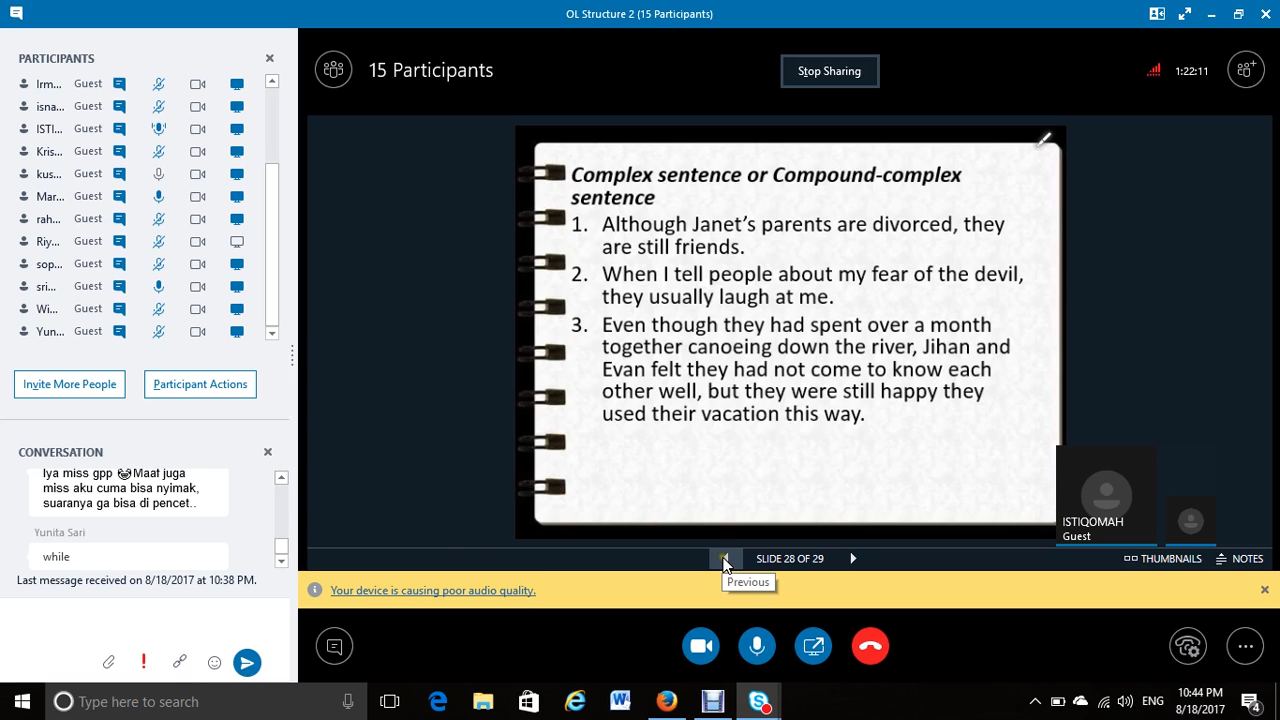 OL Structure 2 (15 Participants)
PARTICIPANTS
Irm... Guest
isna... Guest
ISTI... Guest
Kris... Guest
kus... Guest
Mar... Guest
rah... Guest
Riy... Guest
sop... Guest
sri... Guest
Wi... Guest
Yun... Guest
Invite More People
Participant Actions
CONVERSATION
Iya miss gpp 😂Maaf juga
miss aku cuma bisa nyimak,
suaranya ga bisa di pencet..
Yunita Sari
while
Last message received on 8/18/2017 at 10:38 PM.
15 Participants
Stop Sharing
1:22:11
Complex sentence or Compound-complex
sentence
1. Although Janet’s parents are divorced, they
are still friends.
2. When I tell people about my fear of the devil,
they usually laugh at me.
3. Even though they had spent over a month
together canoeing down the river, Jihan and
Evan felt they had not come to know each
other well, but they were still happy they
used their vacation this way.
ISTIQOMAH
Guest
SLIDE 28 OF 29
THUMBNAILS
NOTES
Previous
Your device is causing poor audio quality.
Type here to search
ENG
10:44 PM
8/18/2017
4